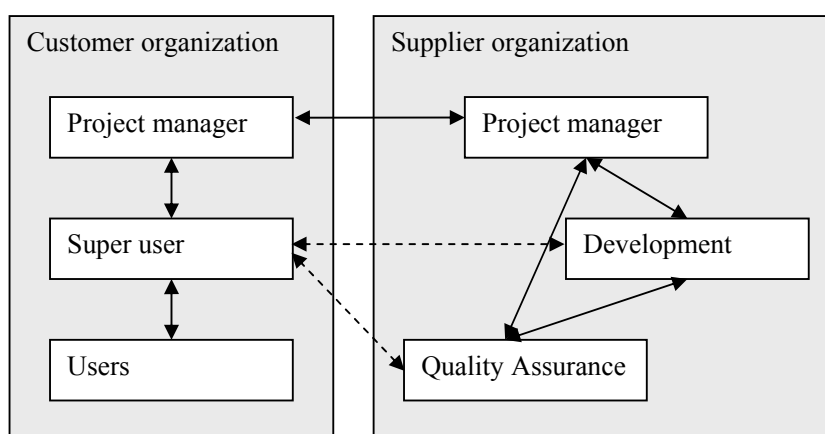 Customer organization
Supplier organization
Project manager
Project manager
Super user
Development
Users
Quality Assurance